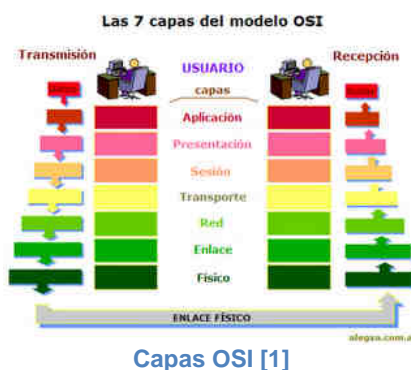 Las 7 capas del modelo OSI
Transmisión
Recepción
USUARIO
capas
Aplicación
Presentación
Sesión
Transporte
Red
Enlace
Físico
ENLACE FÍSICO
Capas OSI [1]